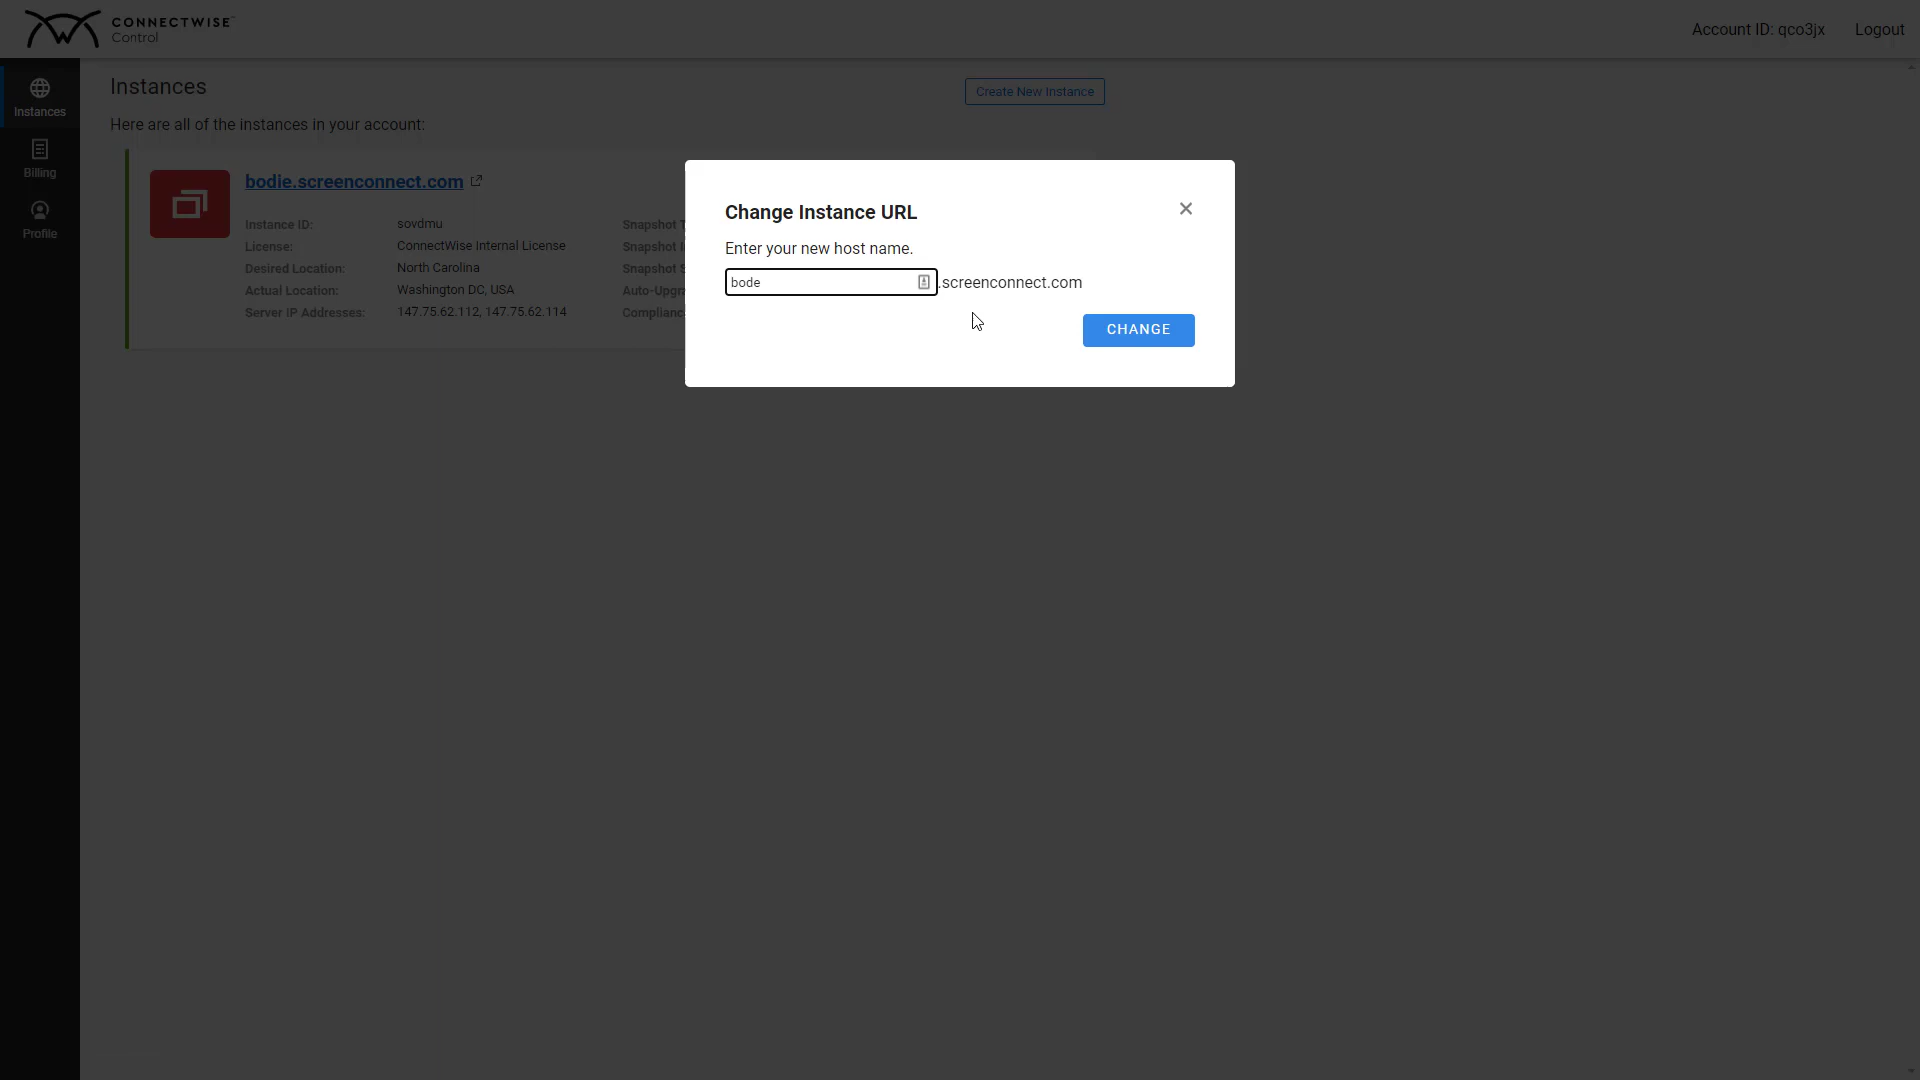 CONNECTWISE
Control
Account ID: qco3jx
Logout
Instances
Billing
Profile
Instances
Create New Instance
Here are all of the instances in your account:
bodie.screenconnect.com
Instance ID: sovdmu
License: ConnectWise Internal License
Desired Location: North Carolina
Actual Location: Washington DC, USA
Server IP Addresses: 147.75.62.112, 147.75.62.114
Snapshot
Snapshot
Snapshot
Change Instance URL
Enter your new host name.
bode .screenconnect.com
CHANGE